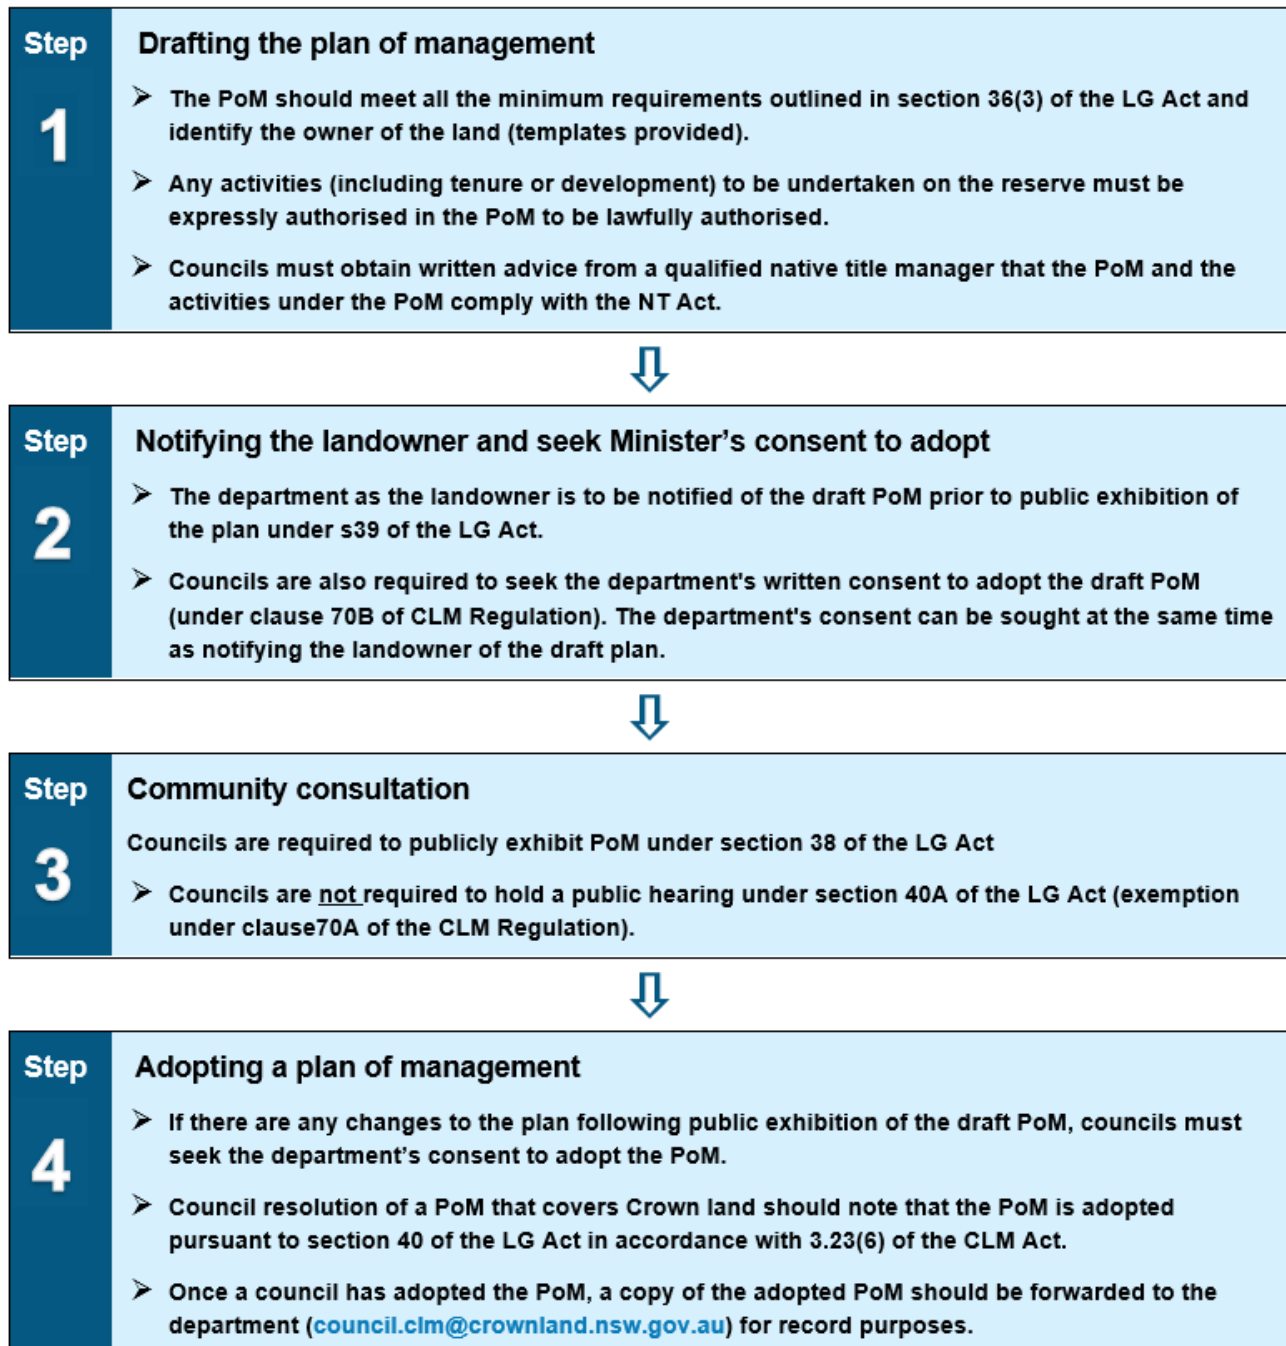 Step
1
Drafting the plan of management
➢ The PoM should meet all the minimum requirements outlined in section 36(3) of the LG Act and
identify the owner of the land (templates provided).
➢ Any activities (including tenure or development) to be undertaken on the reserve must be
expressly authorised in the PoM to be lawfully authorised.
➢ Councils must obtain written advice from a qualified native title manager that the PoM and the
activities under the PoM comply with the NT Act.
Step
2
Notifying the landowner and seek Minister’s consent to adopt
➢ The department as the landowner is to be notified of the draft PoM prior to public exhibition of
the plan under s39 of the LG Act.
➢ Councils are also required to seek the department's written consent to adopt the draft PoM
(under clause 70B of CLM Regulation). The department's consent can be sought at the same time
as notifying the landowner of the draft plan.
Step
3
Community consultation
Councils are required to publicly exhibit PoM under section 38 of the LG Act
➢ Councils are not required to hold a public hearing under section 40A of the LG Act (exemption
under clause70A of the CLM Regulation).
Step
4
Adopting a plan of management
➢ If there are any changes to the plan following public exhibition of the draft PoM, councils must
seek the department’s consent to adopt the PoM.
➢ Council resolution of a PoM that covers Crown land should note that the PoM is adopted
pursuant to section 40 of the LG Act in accordance with 3.23(6) of the CLM Act.
➢ Once a council has adopted the PoM, a copy of the adopted PoM should be forwarded to the
department (council.clm@crownland.nsw.gov.au) for record purposes.